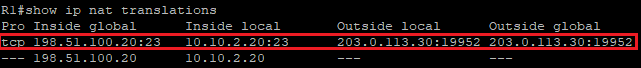 R1#show ip nat translations
Pro Inside global      Inside local       Outside local      Outside global
tcp 198.51.100.20:23   10.10.2.20:23      203.0.113.30:19952 203.0.113.30:19952
--- 198.51.100.20      10.10.2.20         ---                ---